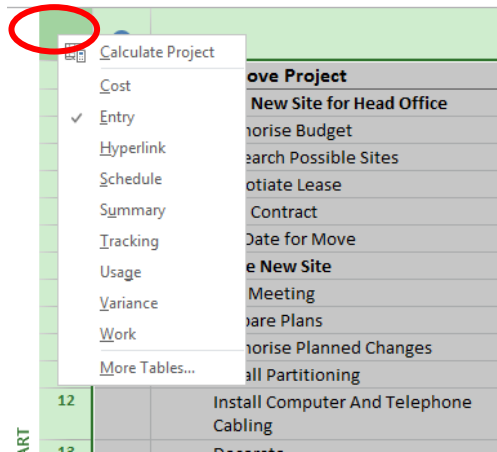 Calculate Project
Cost
ove Project
Entry
New Site for Head Office
horise Budget
Hyperlink
earch Possible Sites
Schedule
otiate Lease
Summary
Contract
Tracking
Date for Move
Usage
e New Site
Variance
Meeting
pare Plans
Work
horise Planned Changes
More Tables...
all Partitioning
12 Install Computer And Telephone
Cabling
13 Decorate
ART